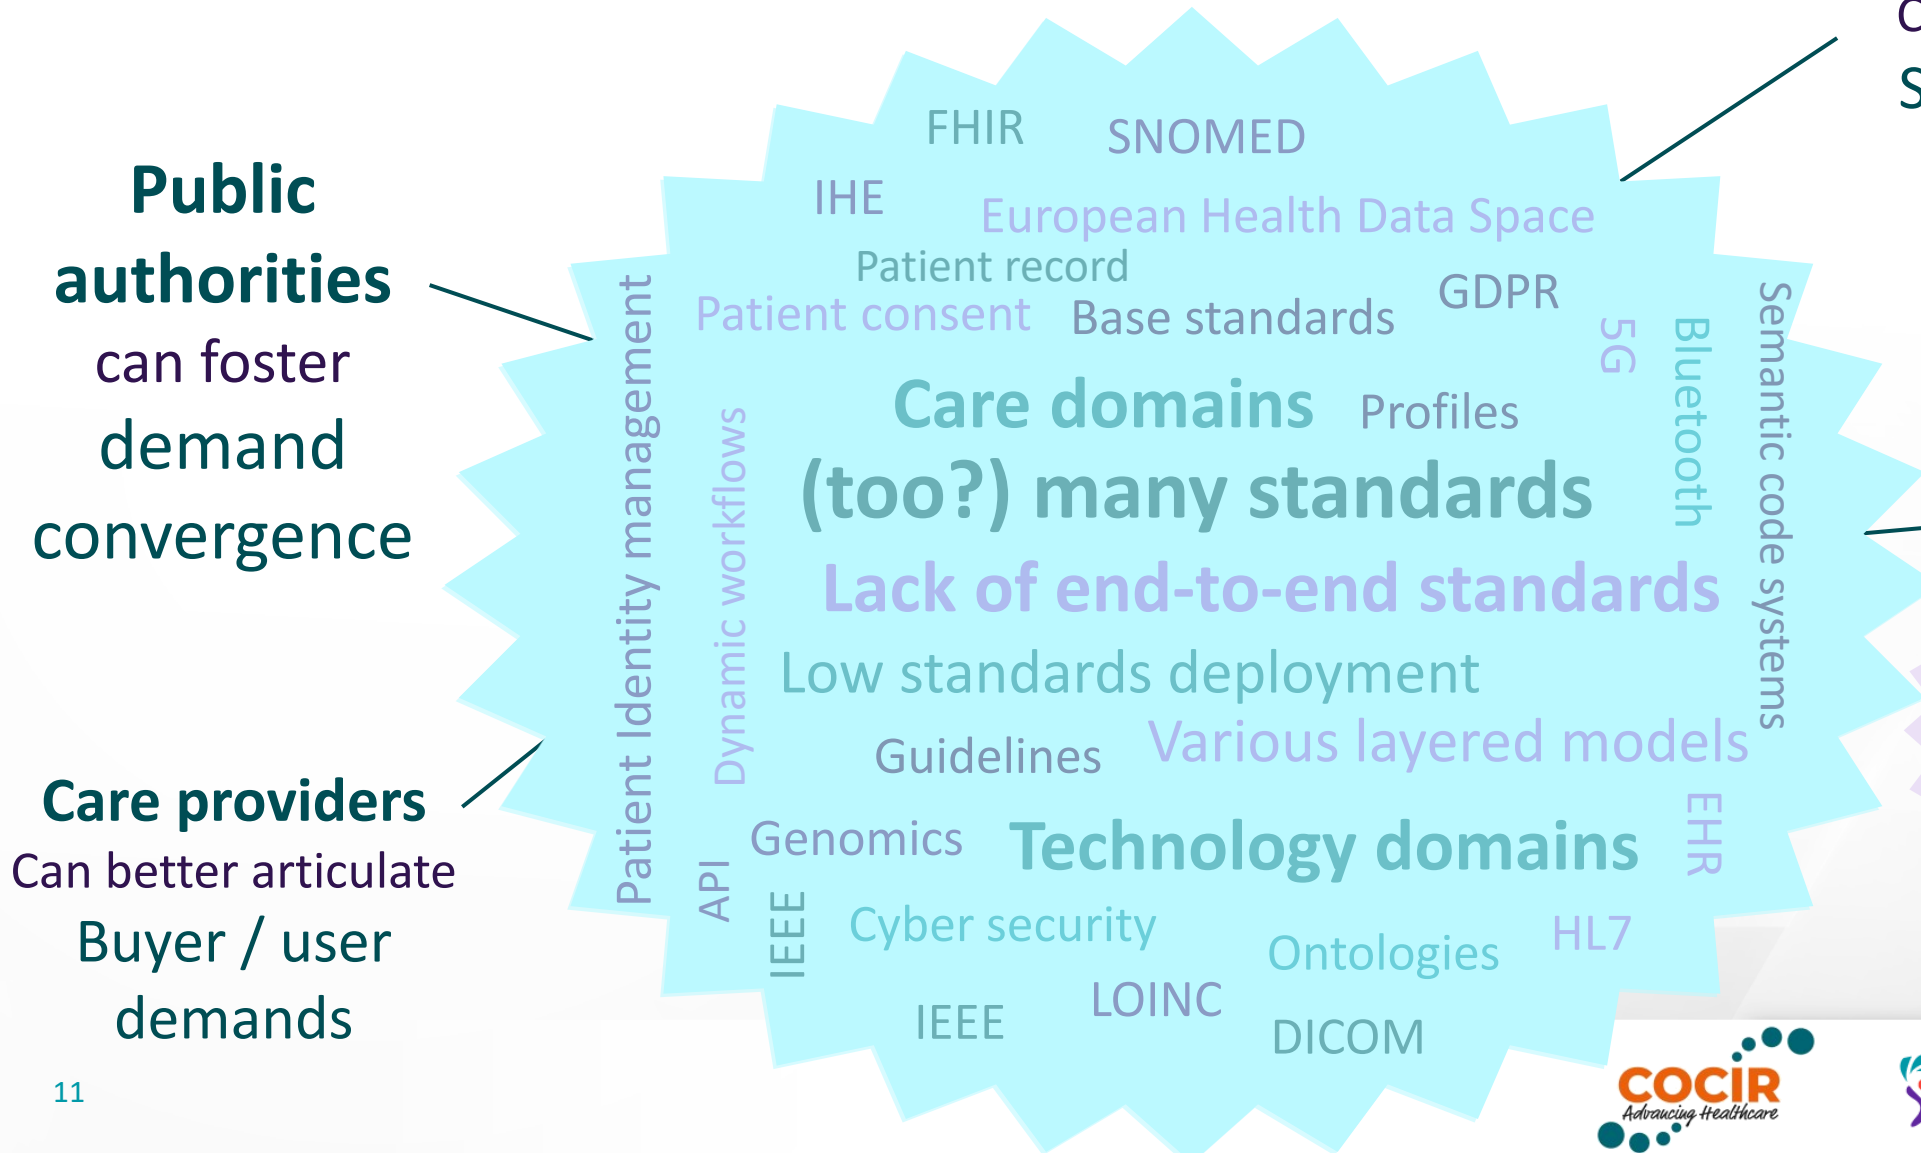 Public
authorities
can foster
demand
convergence
Care providers
Can better articulate
Buyer / user
demands
FHIR
SNOMED
IHE
European Health Data Space
Patient record
GDPR
Patient consent
Base standards
5G
Bluetooth
Semantic code systems
Patient Identity management
Dynamic workflows
Care domains
Profiles
(too?) many standards
Lack of end-to-end standards
Low standards deployment
Guidelines
Various layered models
EHR
Genomics
Technology domains
API
IEEE
Cyber security
Ontologies
HL7
LOINC
IEEE
DICOM
11
COCIR
Advancing Healthcare